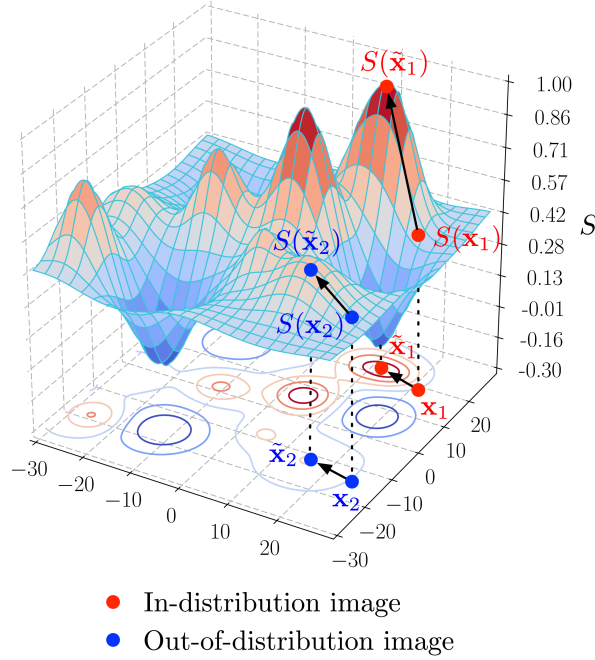 S(x̃₁)
1.00
0.86
0.71
0.57
0.42
0.28
0.13
-0.01
-0.16
-0.30
S
S(x₁)
S(x̃₂)
S(x₂)
x̃₁
x₁
x̃₂
x₂
−30
−20
−10
0
10
20
−30
−20
−10
0
10
20
In-distribution image
Out-of-distribution image